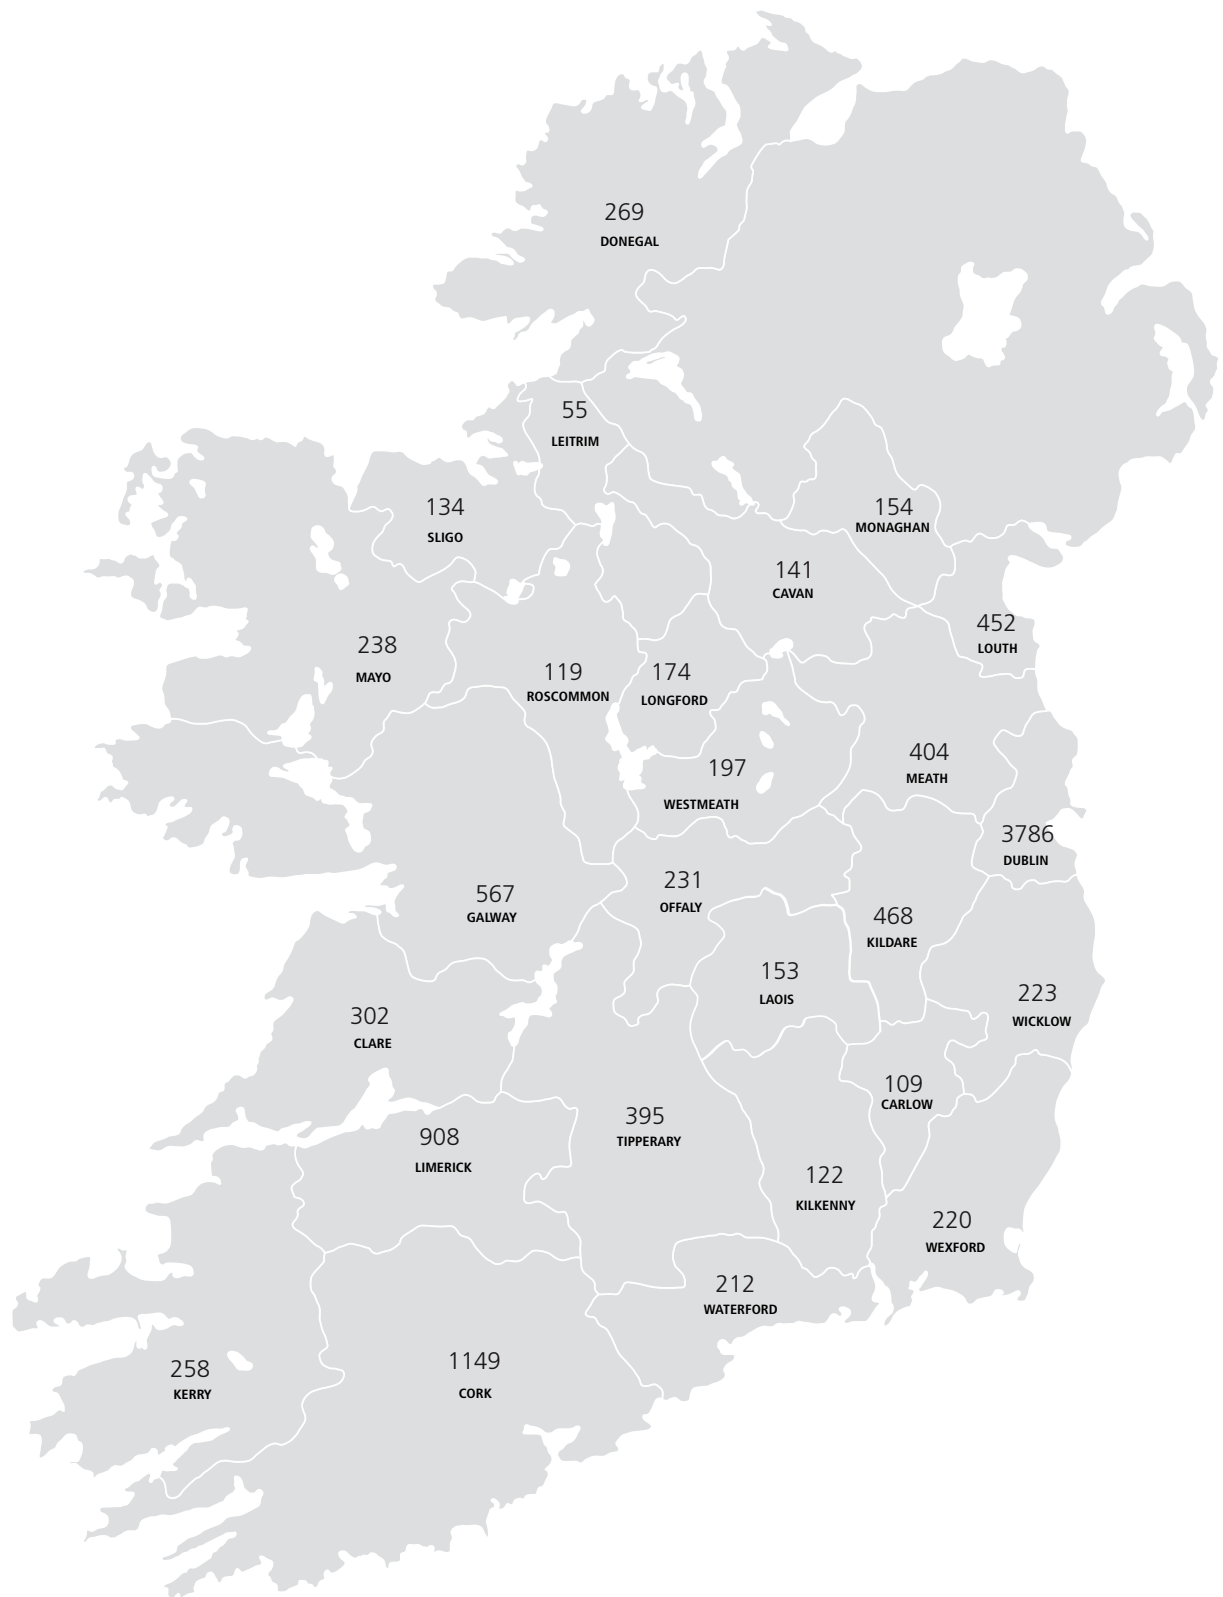 269
DONEGAL
55
LEITRIM
134
SLIGO
154
MONAGHAN
141
CAVAN
452
LOUTH
238
MAYO
119
ROSCOMMON
174
LONGFORD
404
MEATH
197
WESTMEATH
3786
DUBLIN
231
OFFALY
567
GALWAY
468
KILDARE
153
LAOIS
223
WICKLOW
302
CLARE
109
CARLOW
395
TIPPERARY
908
LIMERICK
122
KILKENNY
220
WEXFORD
212
WATERFORD
258
KERRY
1149
CORK